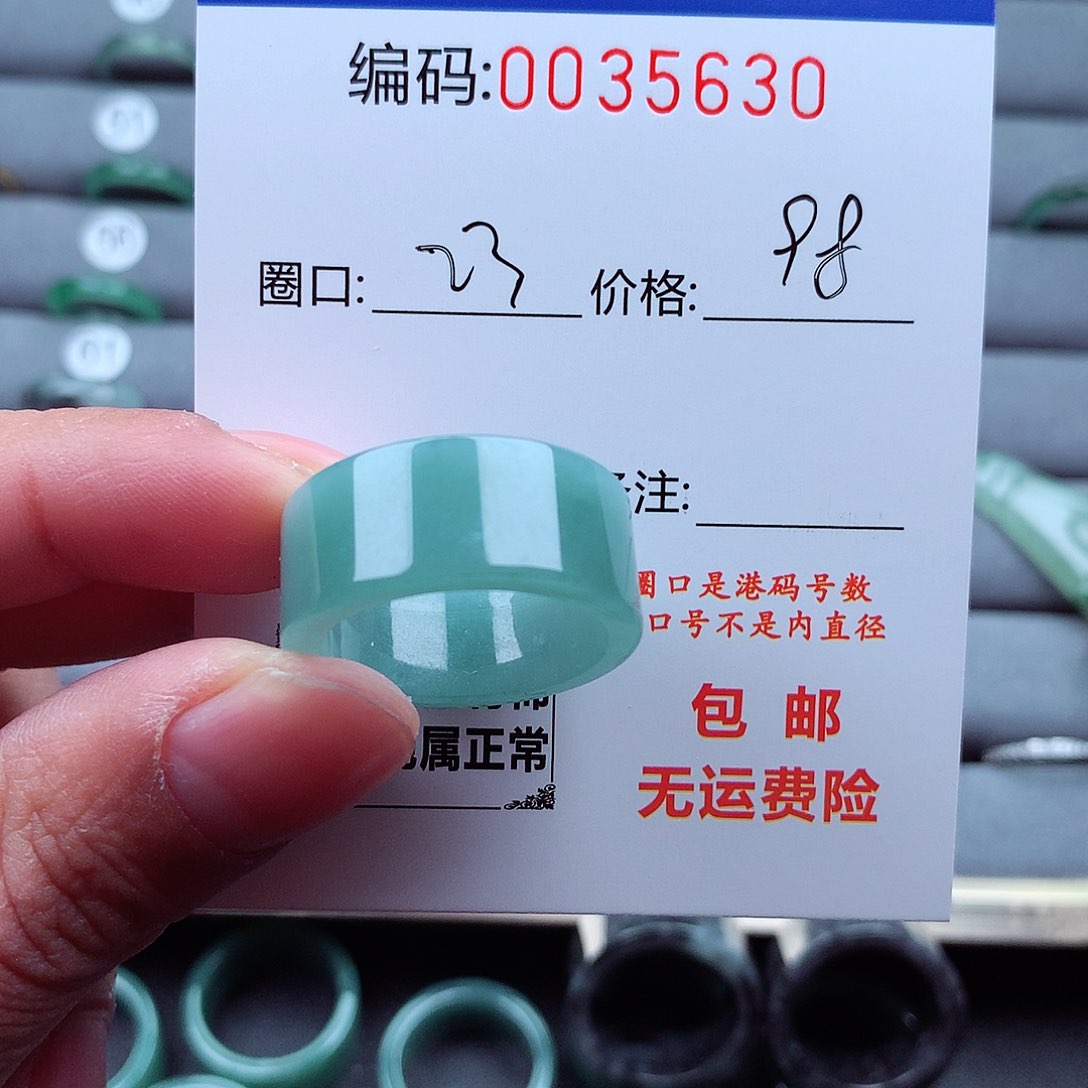 编码:0035630
圈口: 23 价格: 98
注:
圈口是港码号数
口号不是内直径
包 邮
属正常
无运费险